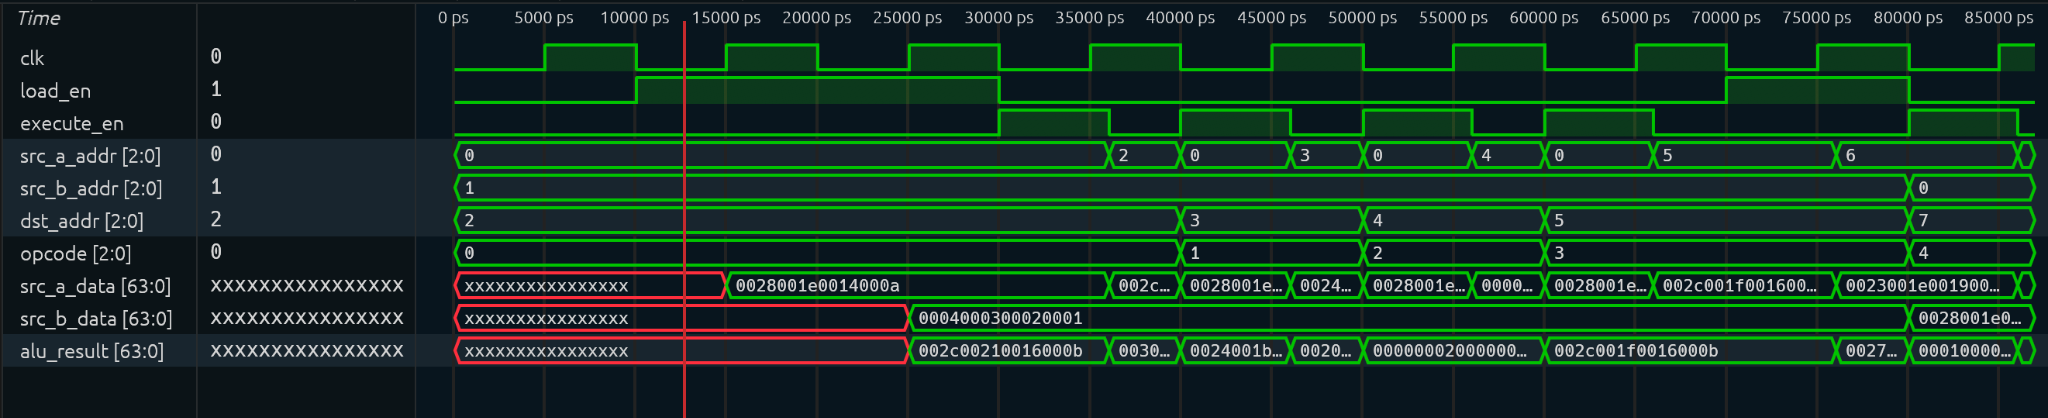 Time 0 ps 5000 ps 10000 ps 15000 ps 20000 ps 25000 ps 30000 ps 35000 ps 40000 ps 45000 ps 50000 ps 55000 ps 60000 ps 65000 ps 70000 ps 75000 ps 80000 ps 85000 ps
clk 0
load_en 1
execute_en 0
src_a_addr [2:0] 0 0 2 0 3 0 4 0 5 6
src_b_addr [2:0] 1 1 0
dst_addr [2:0] 2 2 3 4 5 7
opcode [2:0] 0 0 1 2 3 4
src_a_data [63:0] xxxxxxxxxxxxxxxx xxxxxxxxxxxxxxxx 0028001e0014000a 002c... 0028001e... 0024... 0028001e... 0000... 0028001e... 002c001f001600... 0023001e001900...
src_b_data [63:0] xxxxxxxxxxxxxxxx xxxxxxxxxxxxxxxx 0004000300020001 0028001e0...
alu_result [63:0] xxxxxxxxxxxxxxxx xxxxxxxxxxxxxxxx 002c00210016000b 0030... 0024001b... 0020... 00000002000000... 002c001f0016000b 0027... 00010000...